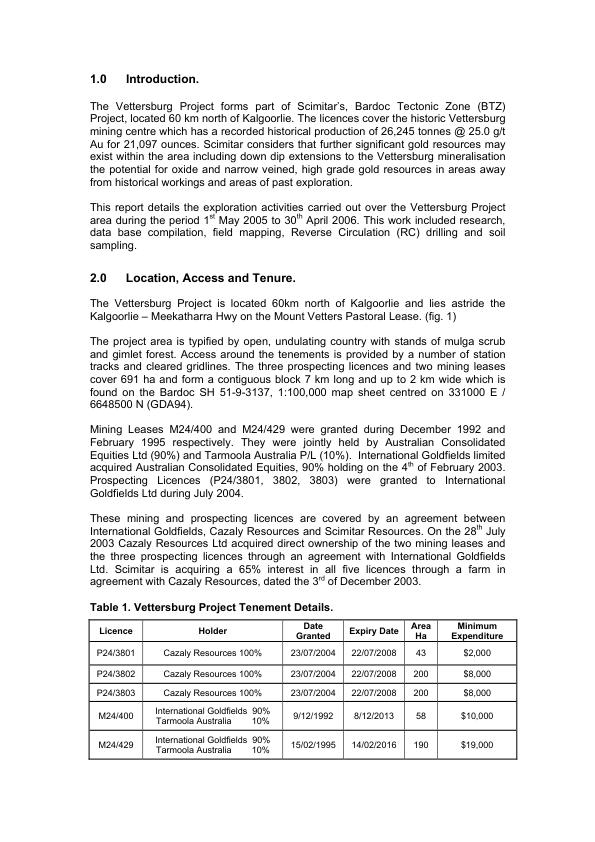 1.0 Introduction.
The Vettersburg Project forms part of Scimitar's, Bardoc Tectonic Zone (BTZ)
Project, located 60 km north of Kalgoorlie. The licences cover the historic Vettersburg
mining centre which has a recorded historical production of 26,245 tonnes @ 25.0 g/t
Au for 21,097 ounces. Scimitar considers that further significant gold resources may
exist within the area including down dip extensions to the Vettersburg mineralisation
the potential for oxide and narrow veined, high grade gold resources in areas away
from historical workings and areas of past exploration.
This report details the exploration activities carried out over the Vettersburg Project
area during the period 1st May 2005 to 30th April 2006. This work included research,
data base compilation, field mapping, Reverse Circulation (RC) drilling and soil
sampling.
2.0 Location, Access and Tenure.
The Vettersburg Project is located 60km north of Kalgoorlie and lies astride the
Kalgoorlie – Meekatharra Hwy on the Mount Vetters Pastoral Lease. (fig. 1)
The project area is typified by open, undulating country with stands of mulga scrub
and gimlet forest. Access around the tenements is provided by a number of station
tracks and cleared gridlines. The three prospecting licences and two mining leases
cover 691 ha and form a contiguous block 7 km long and up to 2 km wide which is
found on the Bardoc SH 51-9-3137, 1:100,000 map sheet centred on 331000 E /
6648500 N (GDA94).
Mining Leases M24/400 and M24/429 were granted during December 1992 and
February 1995 respectively. They were jointly held by Australian Consolidated
Equities Ltd (90%) and Tarmoola Australia P/L (10%). International Goldfields limited
acquired Australian Consolidated Equities, 90% holding on the 4th of February 2003.
Prospecting Licences (P24/3801, 3802, 3803) were granted to International
Goldfields Ltd during July 2004.
These mining and prospecting licences are covered by an agreement between
International Goldfields, Cazaly Resources and Scimitar Resources. On the 28th July
2003 Cazaly Resources Ltd acquired direct ownership of the two mining leases and
the three prospecting licences through an agreement with International Goldfields
Ltd. Scimitar is acquiring a 65% interest in all five licences through a farm in
agreement with Cazaly Resources, dated the 3rd of December 2003.
Table 1. Vettersburg Project Tenement Details.
Licence Holder Date Granted Expiry Date Area Ha Minimum Expenditure
P24/3801 Cazaly Resources 100% 23/07/2004 22/07/2008 43 $2,000
P24/3802 Cazaly Resources 100% 23/07/2004 22/07/2008 200 $8,000
P24/3803 Cazaly Resources 100% 23/07/2004 22/07/2008 200 $8,000
M24/400 International Goldfields 90% Tarmoola Australia 10% 9/12/1992 8/12/2013 58 $10,000
M24/429 International Goldfields 90% Tarmoola Australia 10% 15/02/1995 14/02/2016 190 $19,000